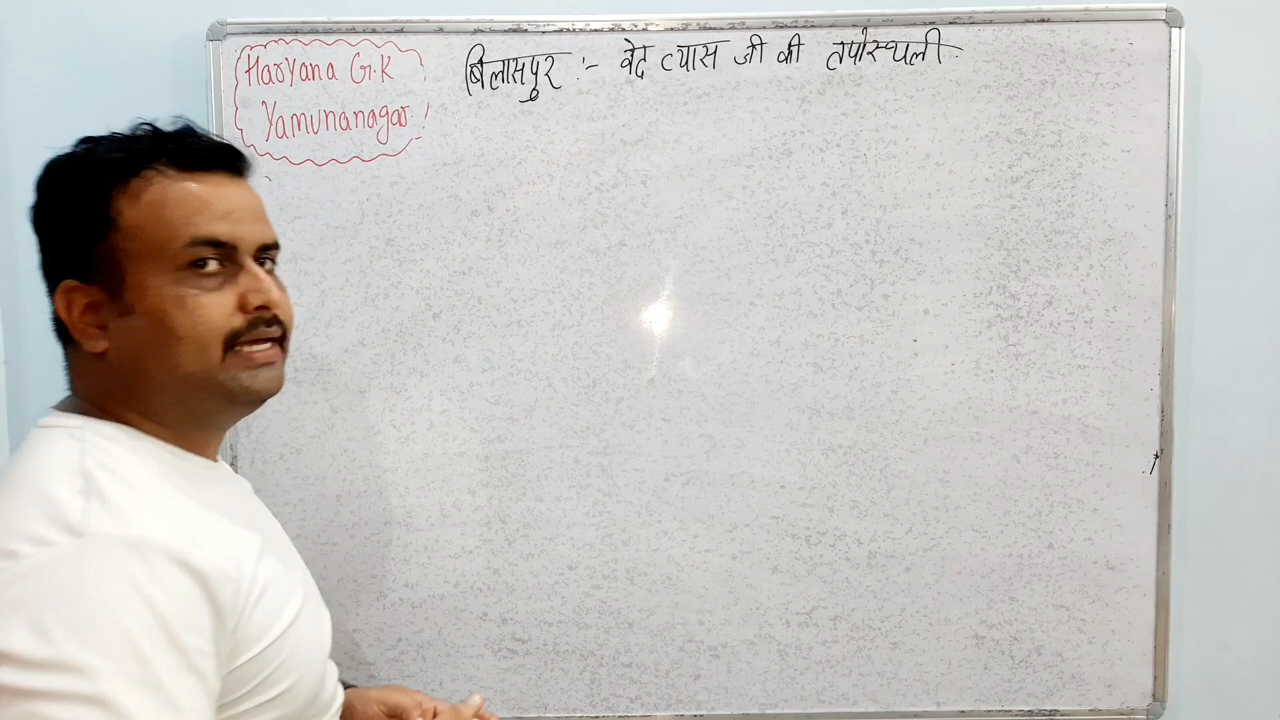 Haryana G.K
Yamunanagar
बिलासपुर :- वेद व्यास जी की तपोस्थली